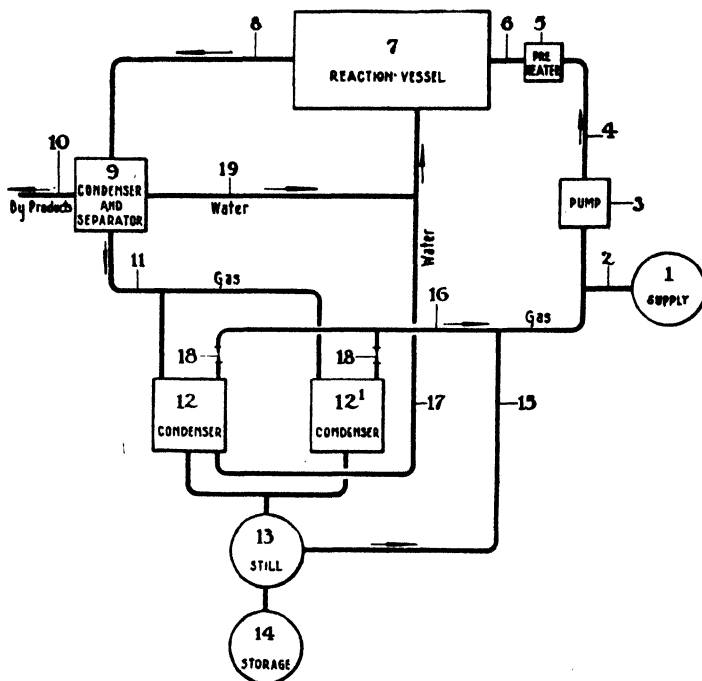 8
7
REACTION-VESSEL
6
5
PRE
HEATER
4
10
By Products
9
CONDENSER
AND
SEPARATOR
19
Water
PUMP
3
Water
2
1
SUPPLY
11
Gas
16
Gas
18
18
12
CONDENSER
12¹
CONDENSER
17
15
13
STILL
14
STORAGE